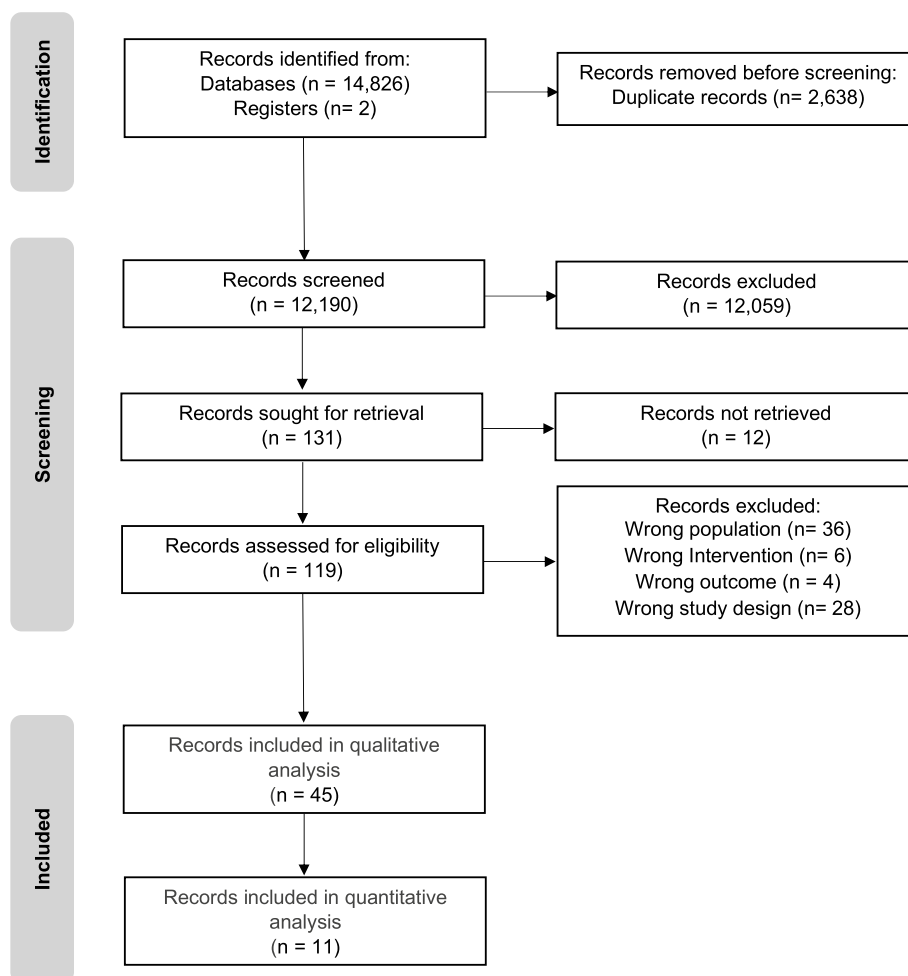 Identification
Records identified from:
Databases (n = 14,826)
Registers (n= 2)
Records removed before screening:
Duplicate records (n= 2,638)
Screening
Records screened
(n = 12,190)
Records excluded
(n = 12,059)
Records sought for retrieval
(n = 131)
Records not retrieved
(n = 12)
Records assessed for eligibility
(n = 119)
Records excluded:
Wrong population (n= 36)
Wrong Intervention (n= 6)
Wrong outcome (n = 4)
Wrong study design (n= 28)
Included
Records included in qualitative
analysis
(n = 45)
Records included in quantitative
analysis
(n = 11)